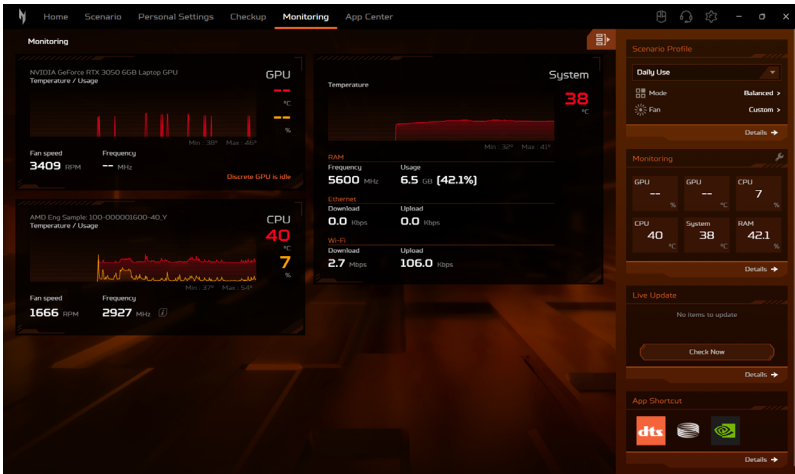 Home Scenario Personal Settings Checkup Monitoring App Center
Monitoring
NVIDIA GeForce RTX 3050 6GB Laptop GPU
Temperature / Usage
GPU
--
°C
--
%
Min : 38° Max : 46°
Fan speed Frequency
3409 RPM -- MHz
Discrete GPU is idle
AMD Eng Sample: 100-000001600-40_Y
Temperature / Usage
CPU
40
°C
7
%
Min : 37° Max : 54°
Fan speed Frequency
1666 RPM 2927 MHz i
System
Temperature
38
°C
Min : 32° Max : 41°
RAM
Frequency Usage
5600 MHz 6.5 GB (42.1%)
Ethernet
Download Upload
0.0 Kbps 0.0 Kbps
Wi-Fi
Download Upload
2.7 Mbps 106.0 Kbps
Scenario Profile
Daily Use
Mode Balanced >
Fan Custom >
Details →
Monitoring
GPU GPU CPU
-- % -- °C 7 %
CPU System RAM
40 °C 38 °C 42.1 %
Details →
Live Update
No items to update
Check Now
Details →
App Shortcut
dts
Details →